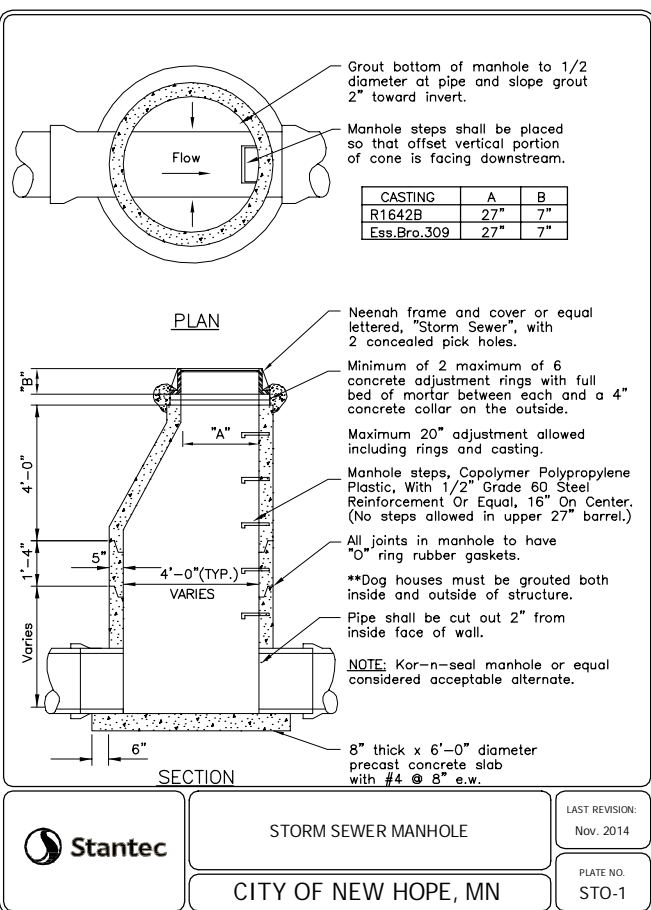 Grout bottom of manhole to 1/2
diameter at pipe and slope grout
2" toward invert.
Manhole steps shall be placed
so that offset vertical portion
of cone is facing downstream.
Flow
CASTING A B
R1642B 27" 7"
Ess.Bro.309 27" 7"
PLAN
Neenah frame and cover or equal
lettered, "Storm Sewer", with
2 concealed pick holes.
Minimum of 2 maximum of 6
concrete adjustment rings with full
bed of mortar between each and a 4"
concrete collar on the outside.
Maximum 20" adjustment allowed
including rings and casting.
Manhole steps, Copolymer Polypropylene
Plastic, With 1/2" Grade 60 Steel
Reinforcement Or Equal, 16" On Center.
(No steps allowed in upper 27" barrel.)
All joints in manhole to have
"O" ring rubber gaskets.
**Dog houses must be grouted both
inside and outside of structure.
Pipe shall be cut out 2" from
inside face of wall.
NOTE: Kor-n-seal manhole or equal
considered acceptable alternate.
8" thick x 6'-0" diameter
precast concrete slab
with #4 @ 8" e.w.
"B"
"A"
4'-0"
1'-4"
5"
4'-0"(TYP.)
VARIES
Varies
6"
SECTION
Stantec
STORM SEWER MANHOLE
CITY OF NEW HOPE, MN
LAST REVISION:
Nov. 2014
PLATE NO.
STO-1